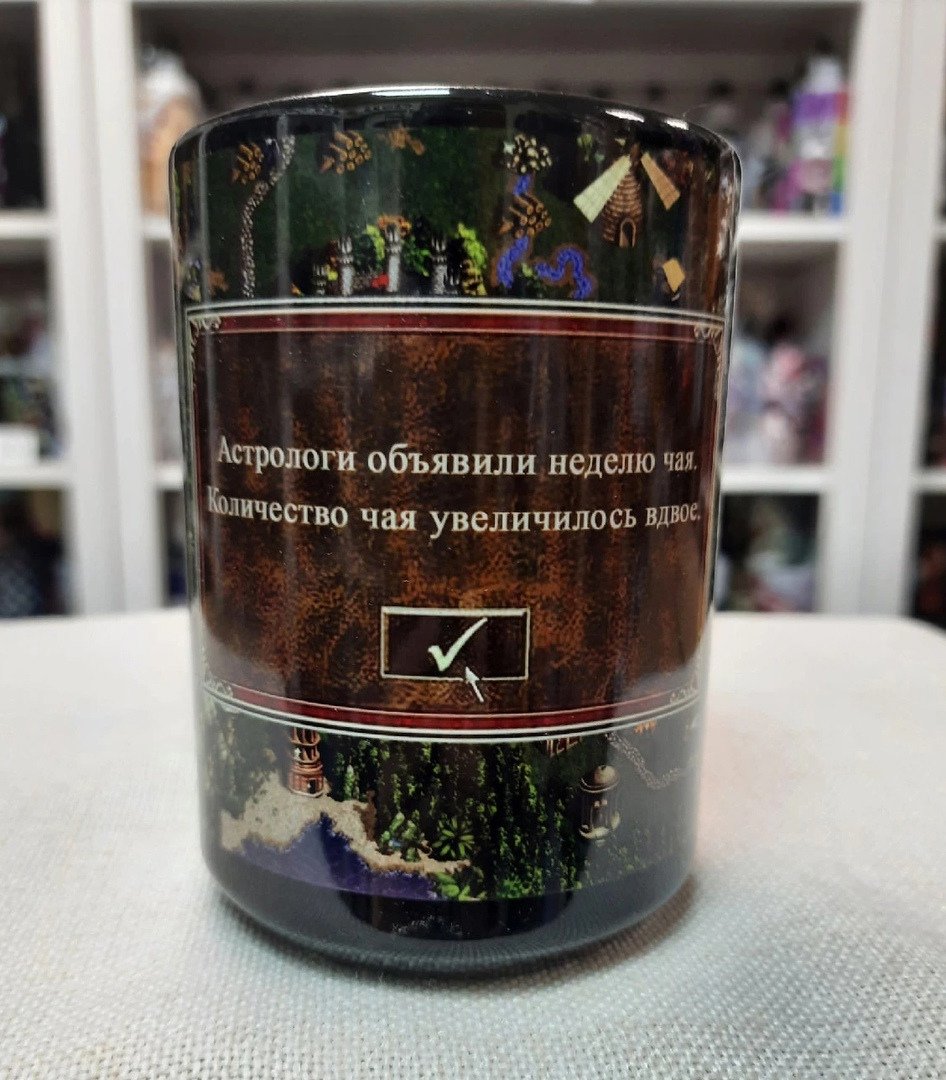 Астрологи объявили неделю чая.
Количество чая увеличилось вдвое.